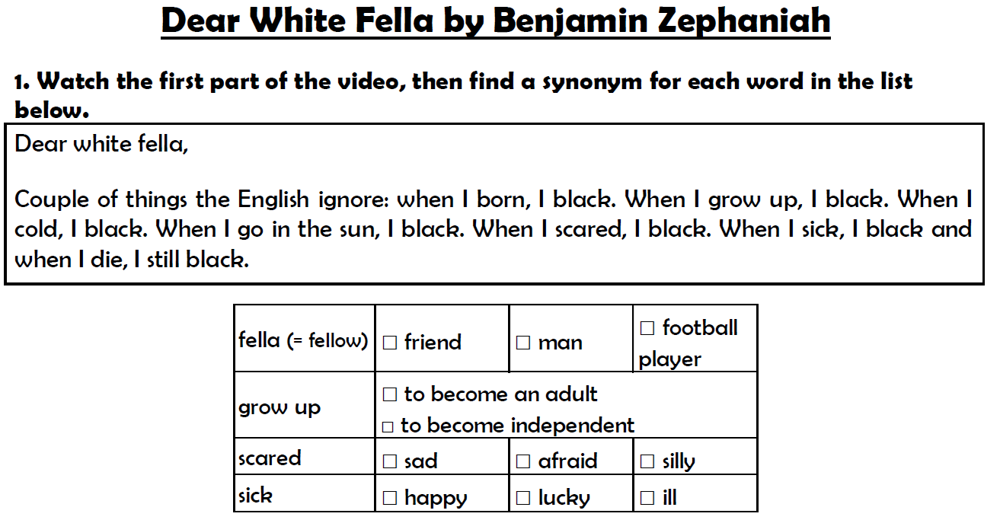 Dear White Fella by Benjamin Zephaniah
1. Watch the first part of the video, then find a synonym for each word in the list
below.
Dear white fella,
Couple of things the English ignore: when I born, I black. When I grow up, I black. When I
cold, I black. When I go in the sun, I black. When I scared, I black. When I sick, I black and
when I die, I still black.
fella (= fellow) □ friend □ man □ football
player
grow up
□ to become an adult
□ to become independent
scared □ sad □ afraid □ silly
sick □ happy □ lucky □ ill